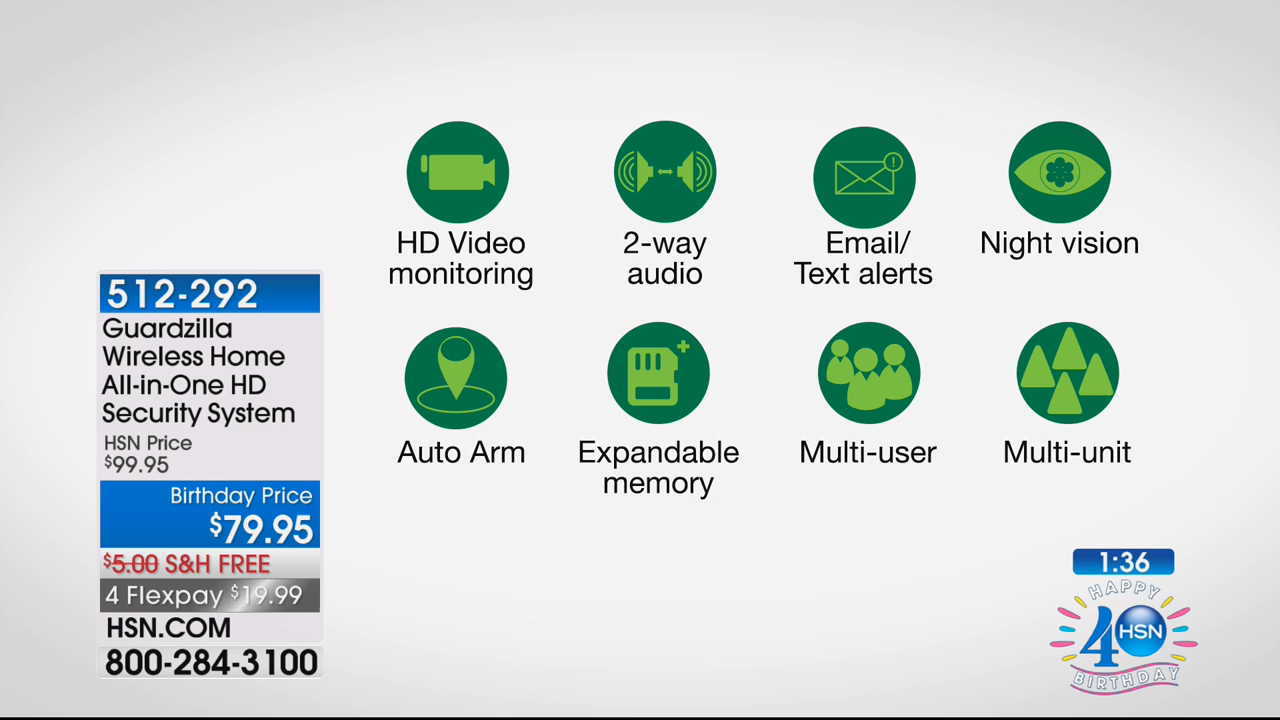 HD Video
monitoring
2-way
audio
Email/
Text alerts
Night vision
Auto Arm
Expandable
memory
Multi-user
Multi-unit
512-292
Guardzilla
Wireless Home
All-in-One HD
Security System
HSN Price
$99.95
Birthday Price
$79.95
$5.00 S&H FREE
4 Flexpay $19.99
HSN.COM
800-284-3100
1:36
HAPPY
40 HSN
BIRTHDAY